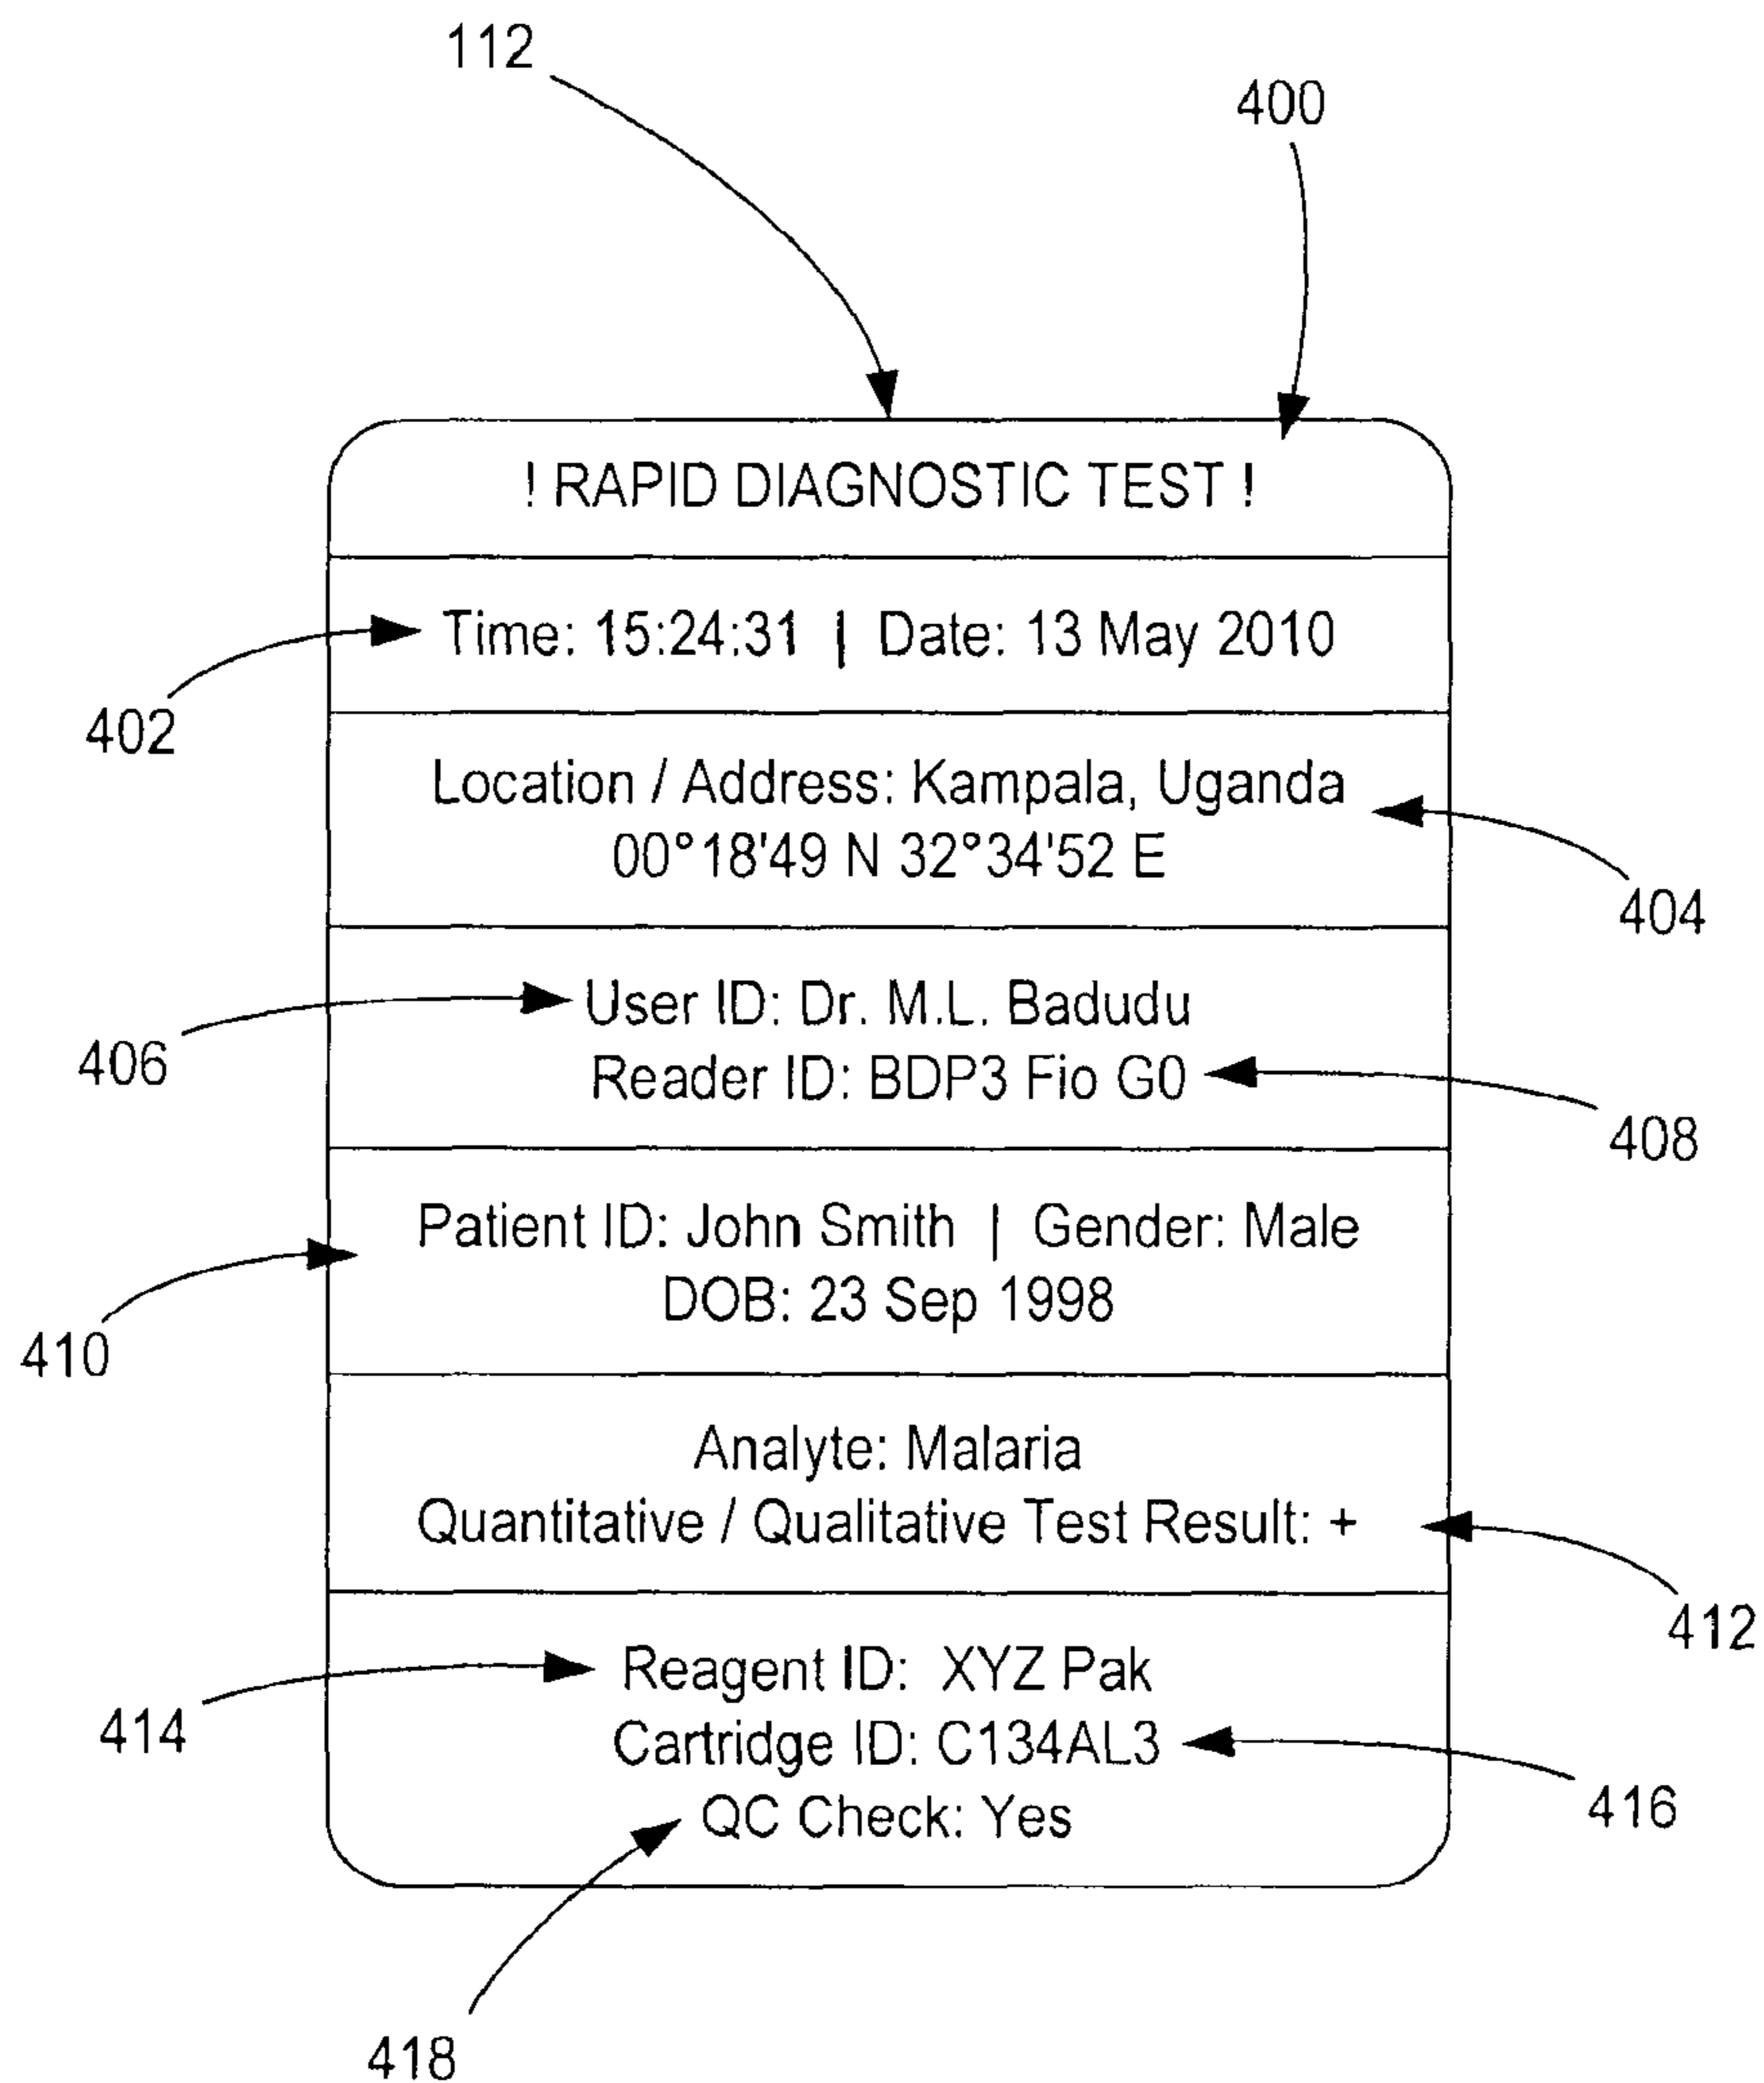 112
400
! RAPID DIAGNOSTIC TEST !
Time: 15:24:31 | Date: 13 May 2010
402
Location / Address: Kampala, Uganda
00°18'49 N 32°34'52 E
404
User ID: Dr. M.L. Badudu
406
Reader ID: BDP3 Fio G0
408
Patient ID: John Smith | Gender: Male
DOB: 23 Sep 1998
410
Analyte: Malaria
Quantitative / Qualitative Test Result: +
412
Reagent ID: XYZ Pak
414
Cartridge ID: C134AL3
416
QC Check: Yes
418